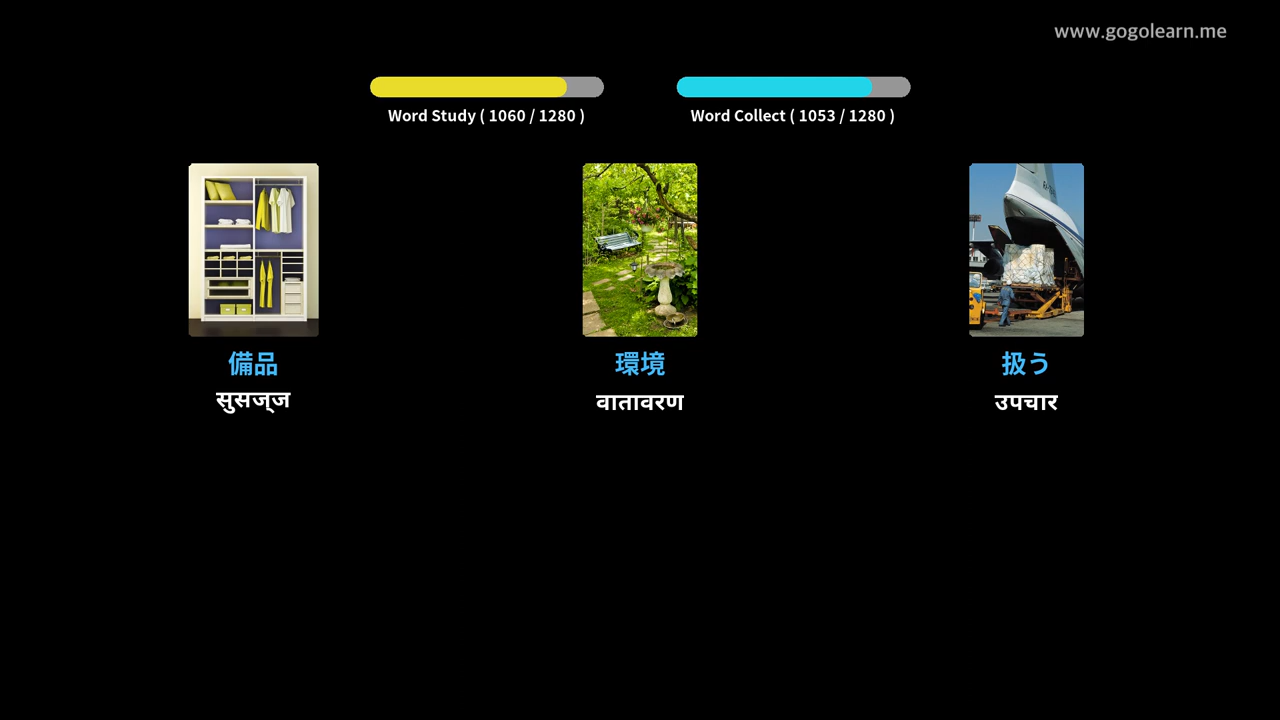 www.gogolearn.me
Word Study ( 1060 / 1280 )
Word Collect ( 1053 / 1280 )
備品
環境
扱う
सुसज्ज
वातावरण
उपचार